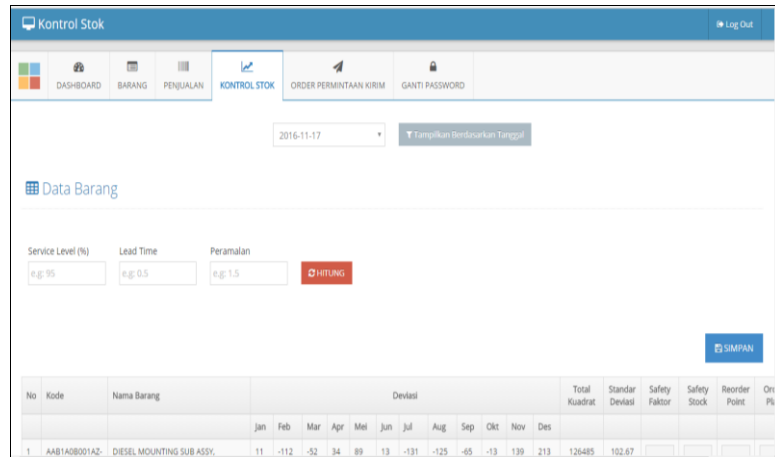 Kontrol Stok
Log Out
DASHBOARD BARANG PENJUALAN KONTROL STOK ORDER PERMINTAAN KIRIM GANTI PASSWORD
2016-11-17 Tampilkan Berdasarkan Tanggal
Data Barang
Service Level (%) Lead Time Peramalan
e.g: 95 e.g: 0.5 e.g: 1.5 HITUNG
SIMPAN
No Kode Nama Barang Deviasi Total Kuadrat Standar Deviasi Safety Faktor Safety Stock Reorder Point
Jan Feb Mar Apr Mei Jun Jul Aug Sep Okt Nov Des
1 AAB1A0B001AZ- DIESEL MOUNTING SUB ASSY, 11 -112 -52 34 89 13 -131 -125 -65 -13 139 213 126485 102.67